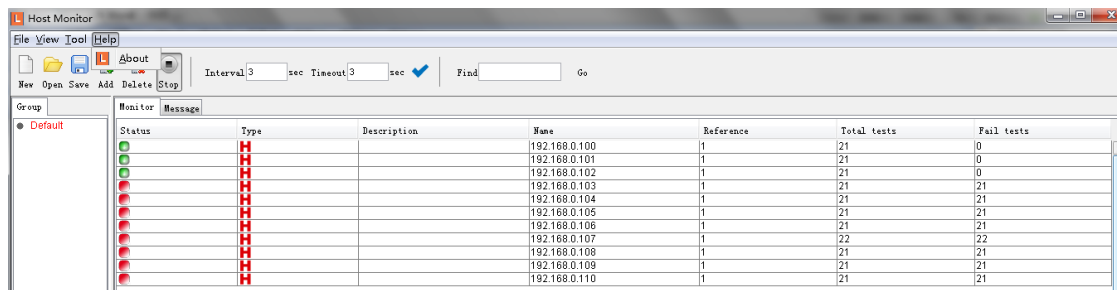 Host Monitor
File View Tool Help
About
New Open Save Add Delete Stop
Interval 3 sec Timeout 3 sec Find Go
Group
Monitor Message
Default
Status Type Description Name Reference Total tests Fail tests
H 192.168.0.100 1 21 0
H 192.168.0.101 1 21 0
H 192.168.0.102 1 21 0
H 192.168.0.103 1 21 21
H 192.168.0.104 1 21 21
H 192.168.0.105 1 21 21
H 192.168.0.106 1 21 21
H 192.168.0.107 1 22 22
H 192.168.0.108 1 21 21
H 192.168.0.109 1 21 21
H 192.168.0.110 1 21 21